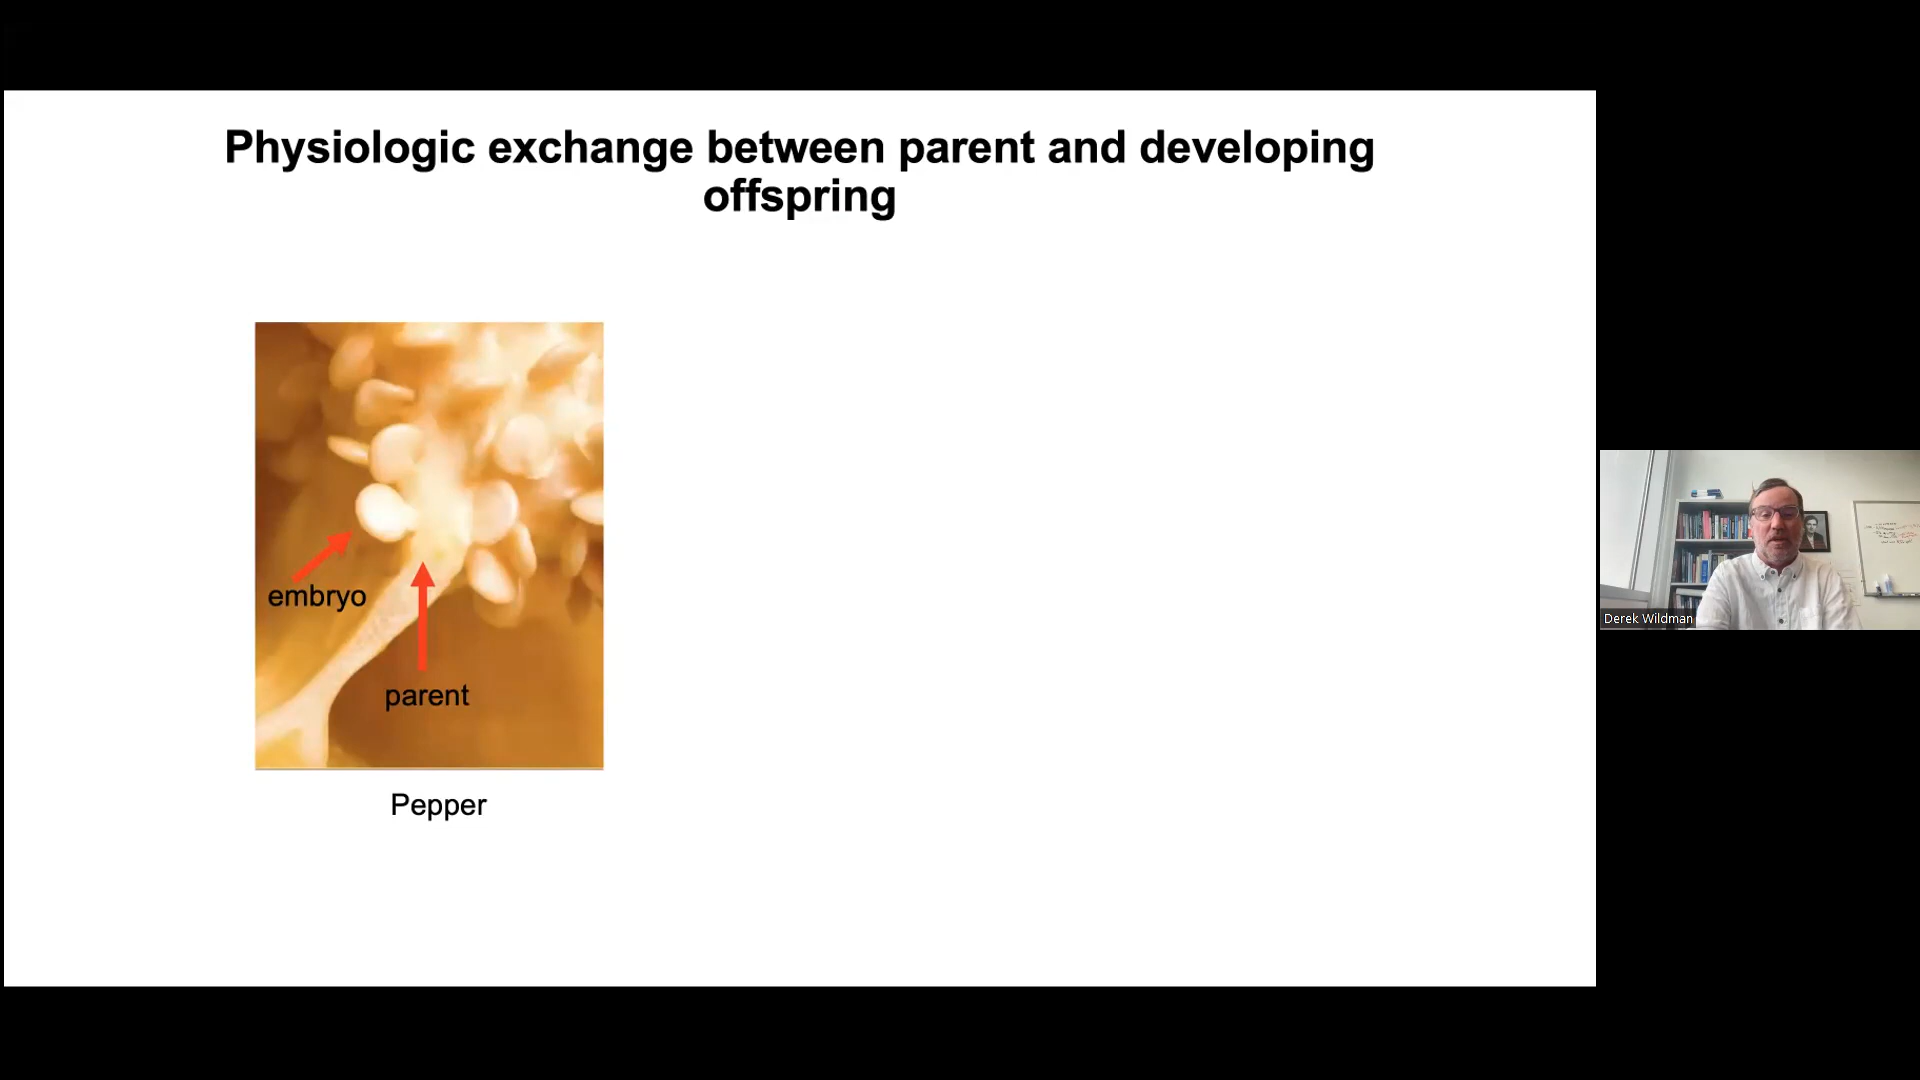 Physiologic exchange between parent and developing
offspring
embryo
parent
Pepper
Derek Wildman